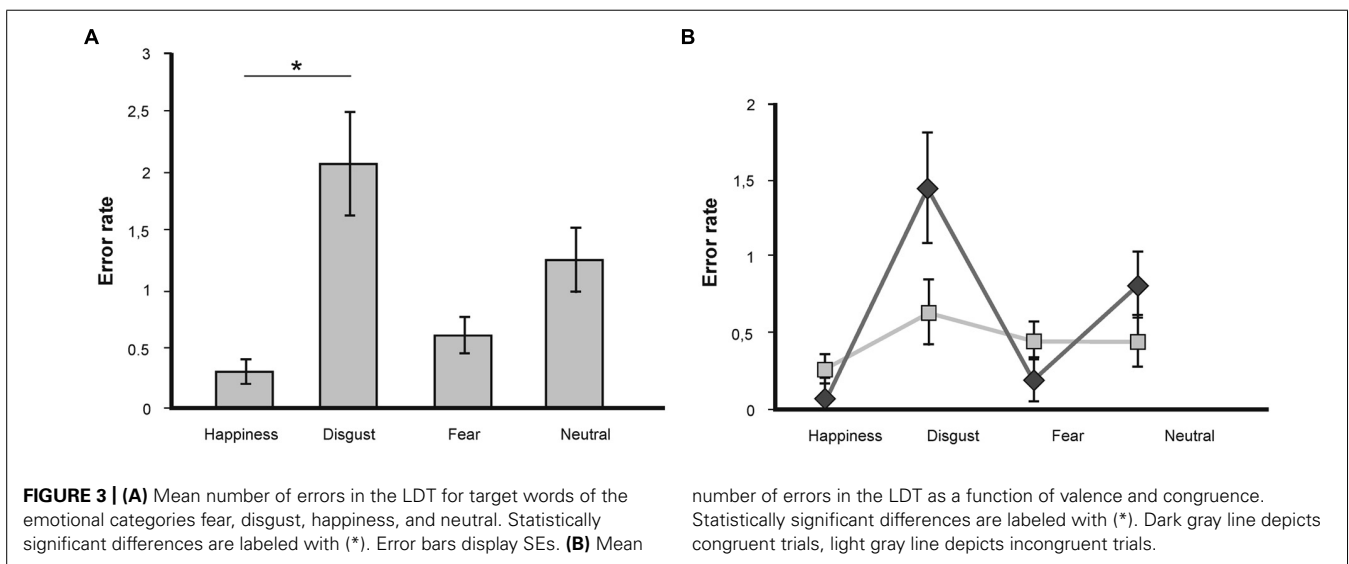 A
3
2,5
2
1,5
1
0.5
0
Error rate
*
Happiness
Disgust
Fear
Neutral
B
2
1,5
1
0,5
0
Error rate
Happiness
Disgust
Fear
Neutral
FIGURE 3 | (A) Mean number of errors in the LDT for target words of the
emotional categories fear, disgust, happiness, and neutral. Statistically
significant differences are labeled with (*). Error bars display SEs. (B) Mean
number of errors in the LDT as a function of valence and congruence.
Statistically significant differences are labeled with (*). Dark gray line depicts
congruent trials, light gray line depicts incongruent trials.